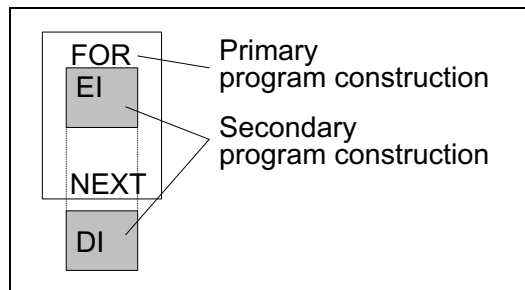 FOR
Primary
program construction
EI
Secondary
program construction
NEXT
DI